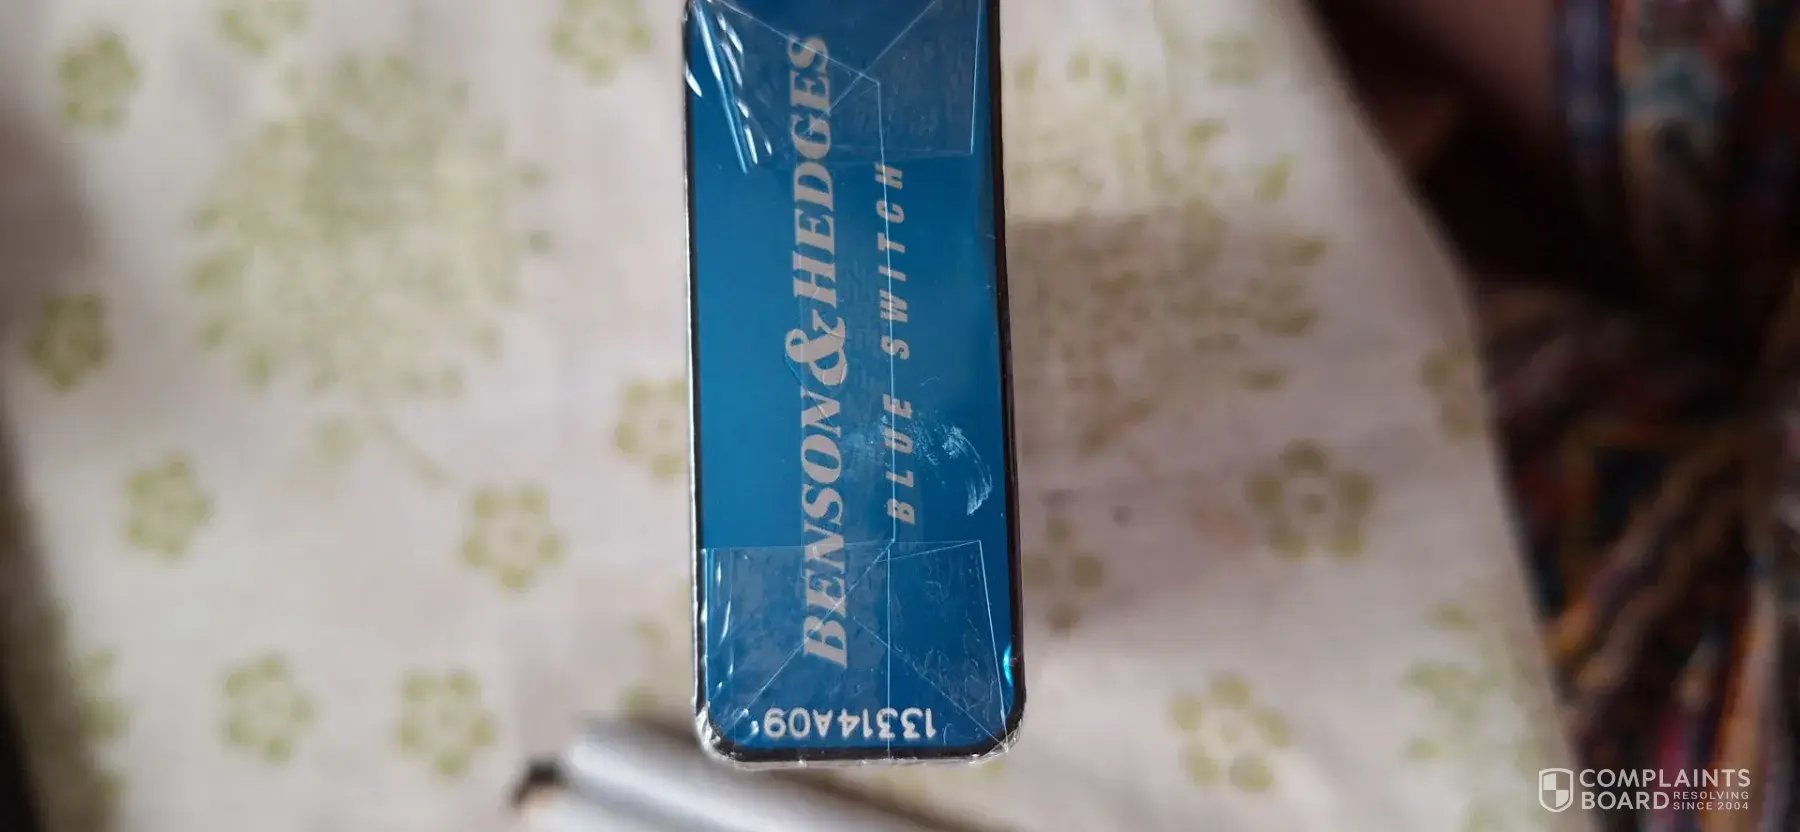 BENSON & HEDGES
BLUE SWITCH
13314A09'
COMPLAINTS
BOARD RESOLVING
SINCE 2004